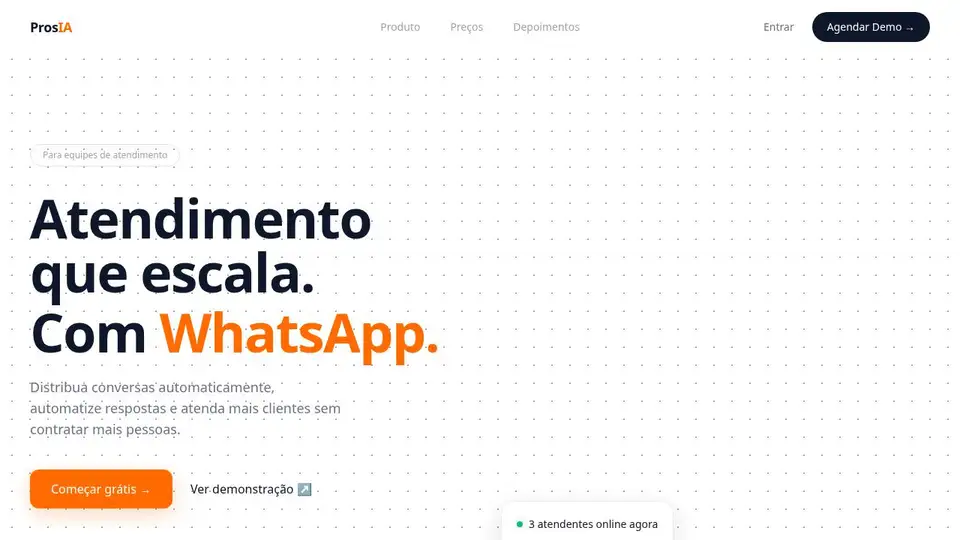 ProsIA
Produto
Preços
Depoimentos
Entrar
Agendar Demo →
Para equipes de atendimento
Atendimento
que escala.
Com WhatsApp.
Distribua conversas automaticamente,
automatize respostas e atenda mais clientes sem
contratar mais pessoas.
Começar grátis →
Ver demonstração ↗
3 atendentes online agora